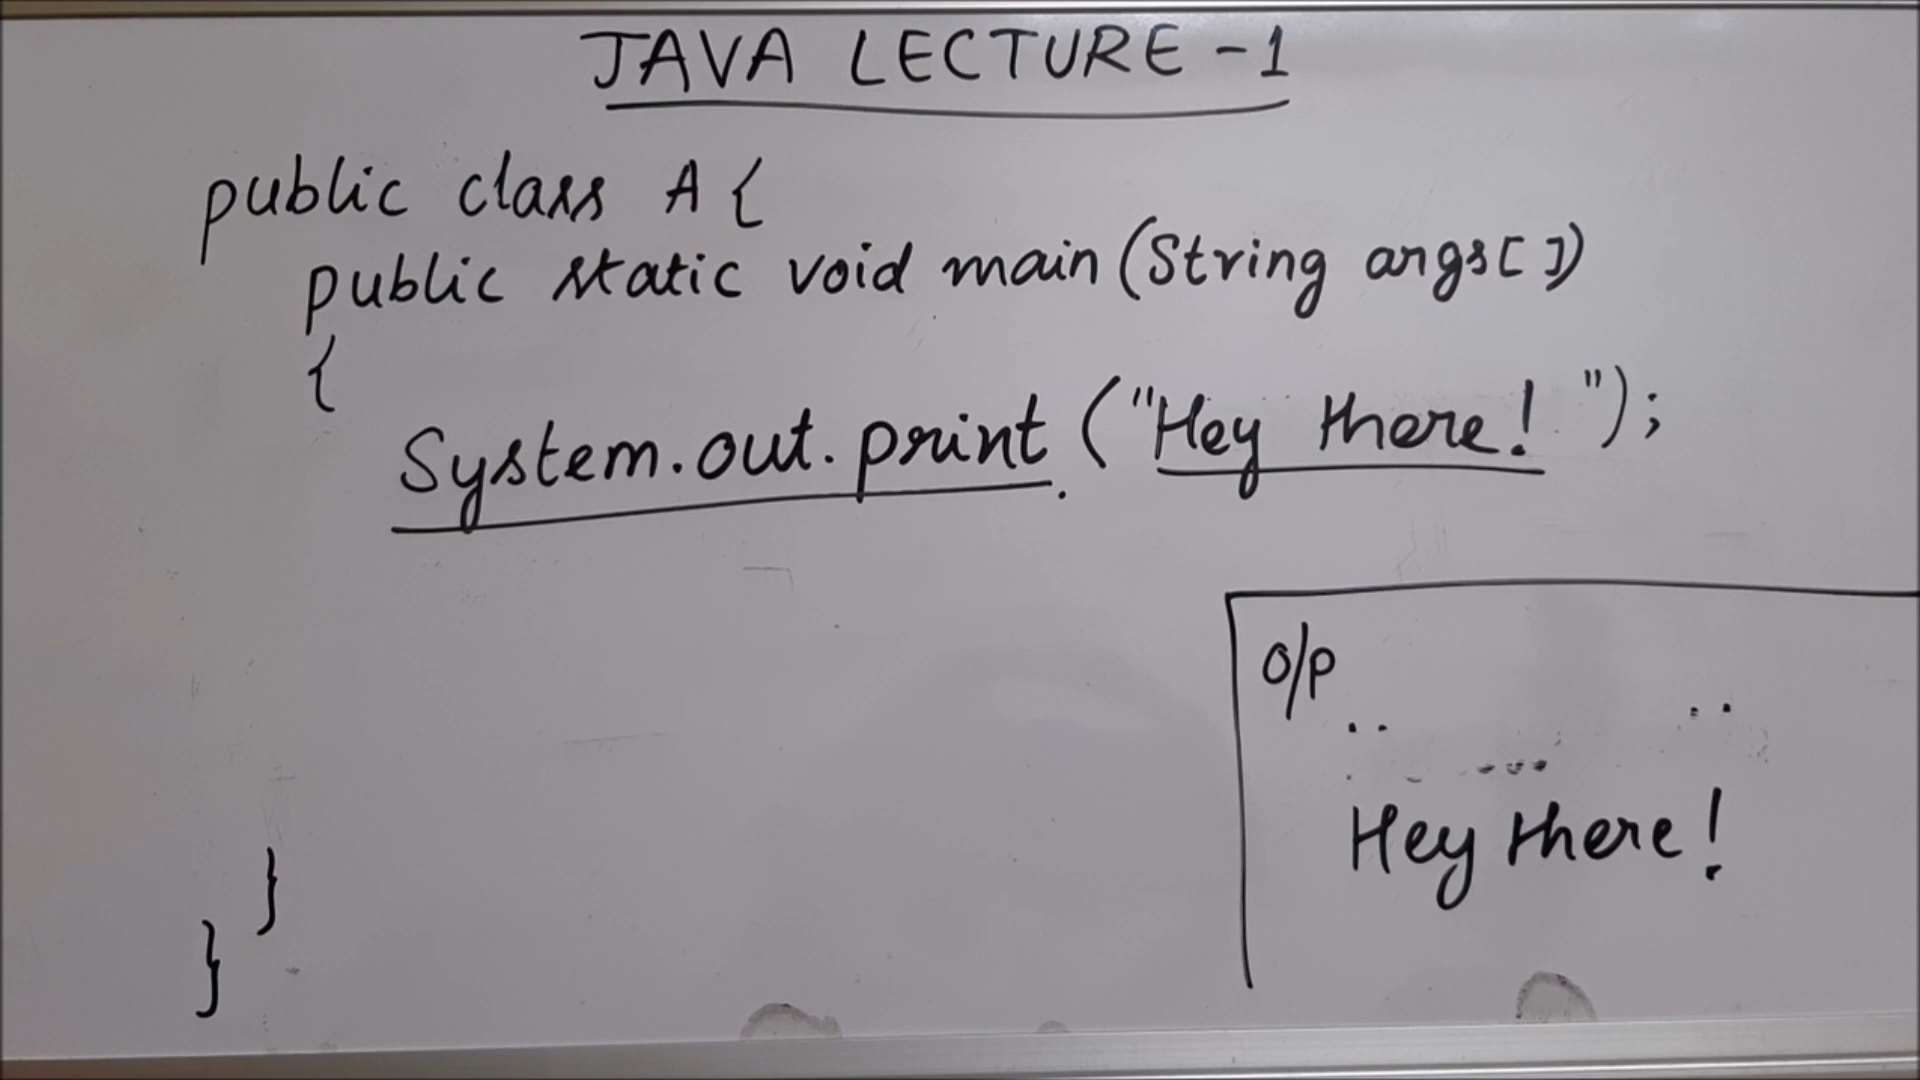 JAVA LECTURE -1
public class A {
public static void main (String args[])
{
System.out.print ("Hey there! ");
O/P
Hey there!
}
}